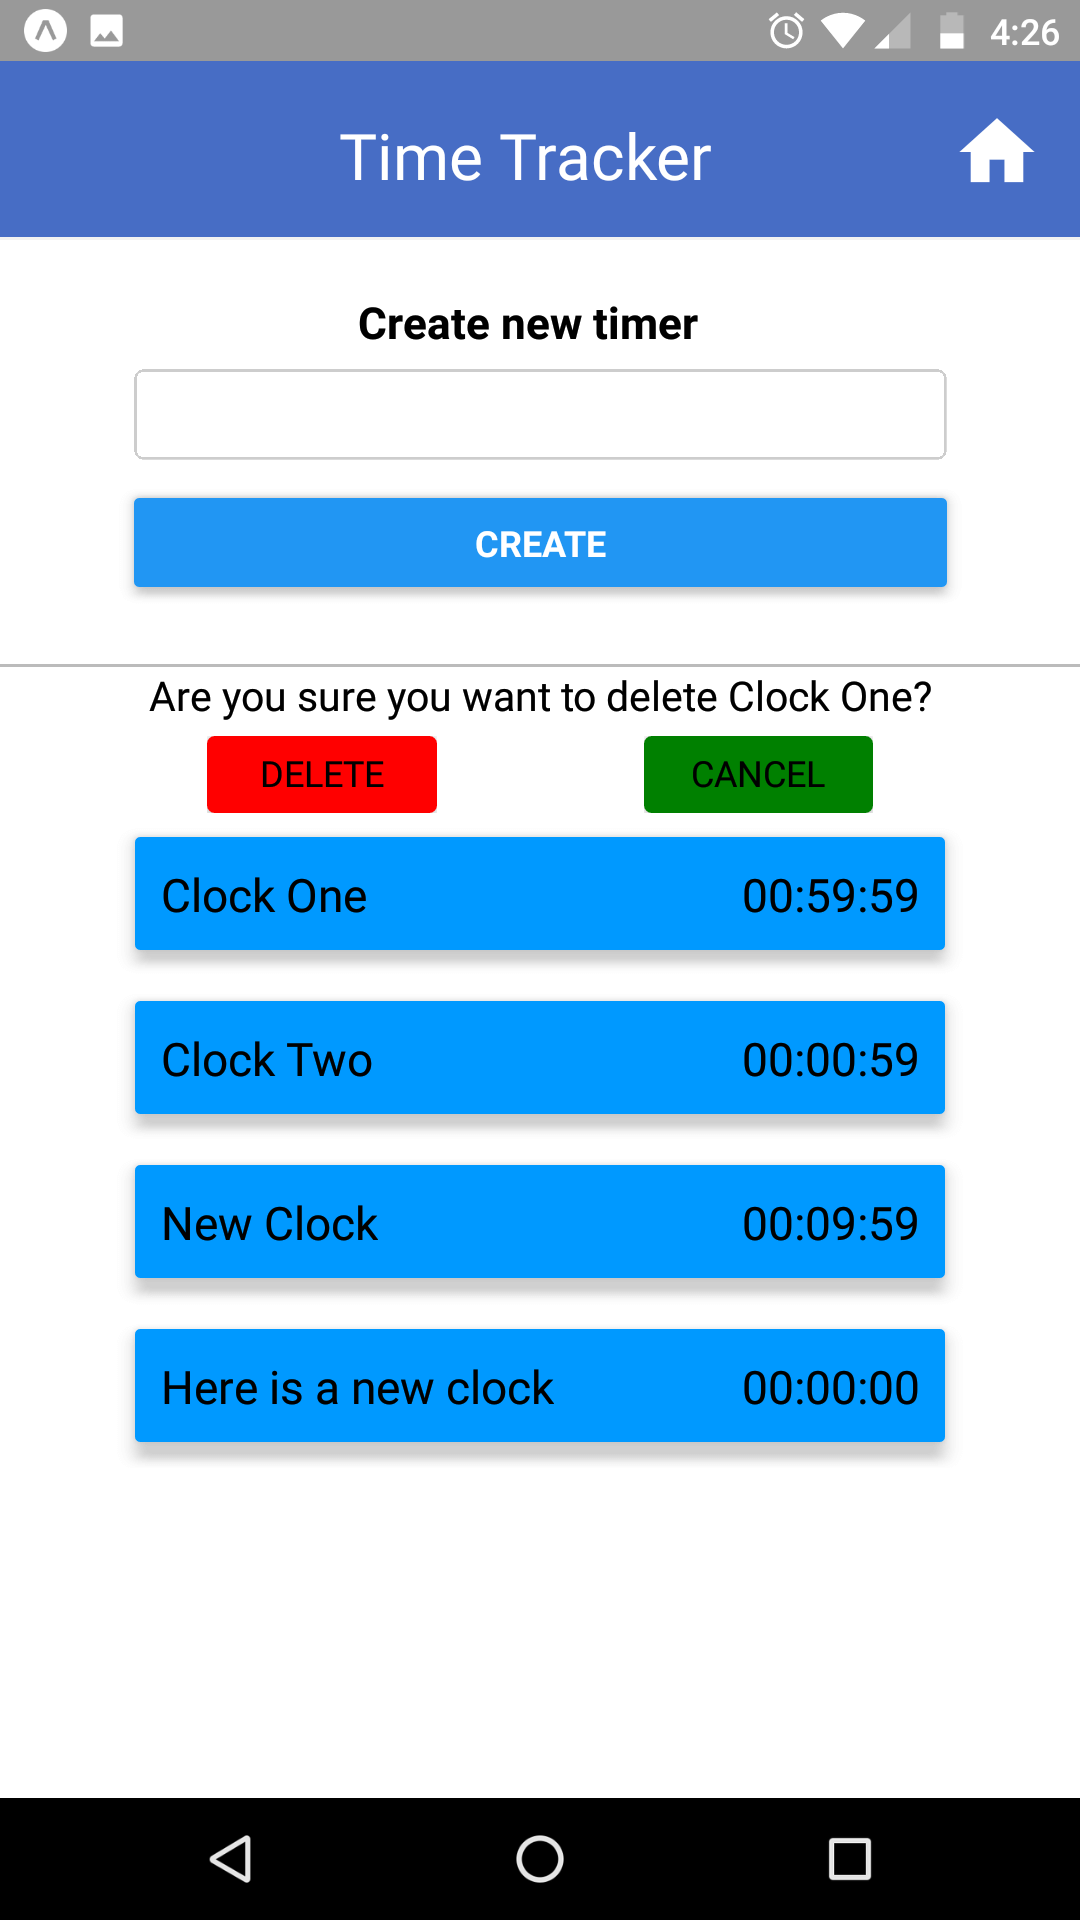 4:26
Time Tracker
Create new timer
CREATE
Are you sure you want to delete Clock One?
DELETE CANCEL
Clock One 00:59:59
Clock Two 00:00:59
New Clock 00:09:59
Here is a new clock 00:00:00